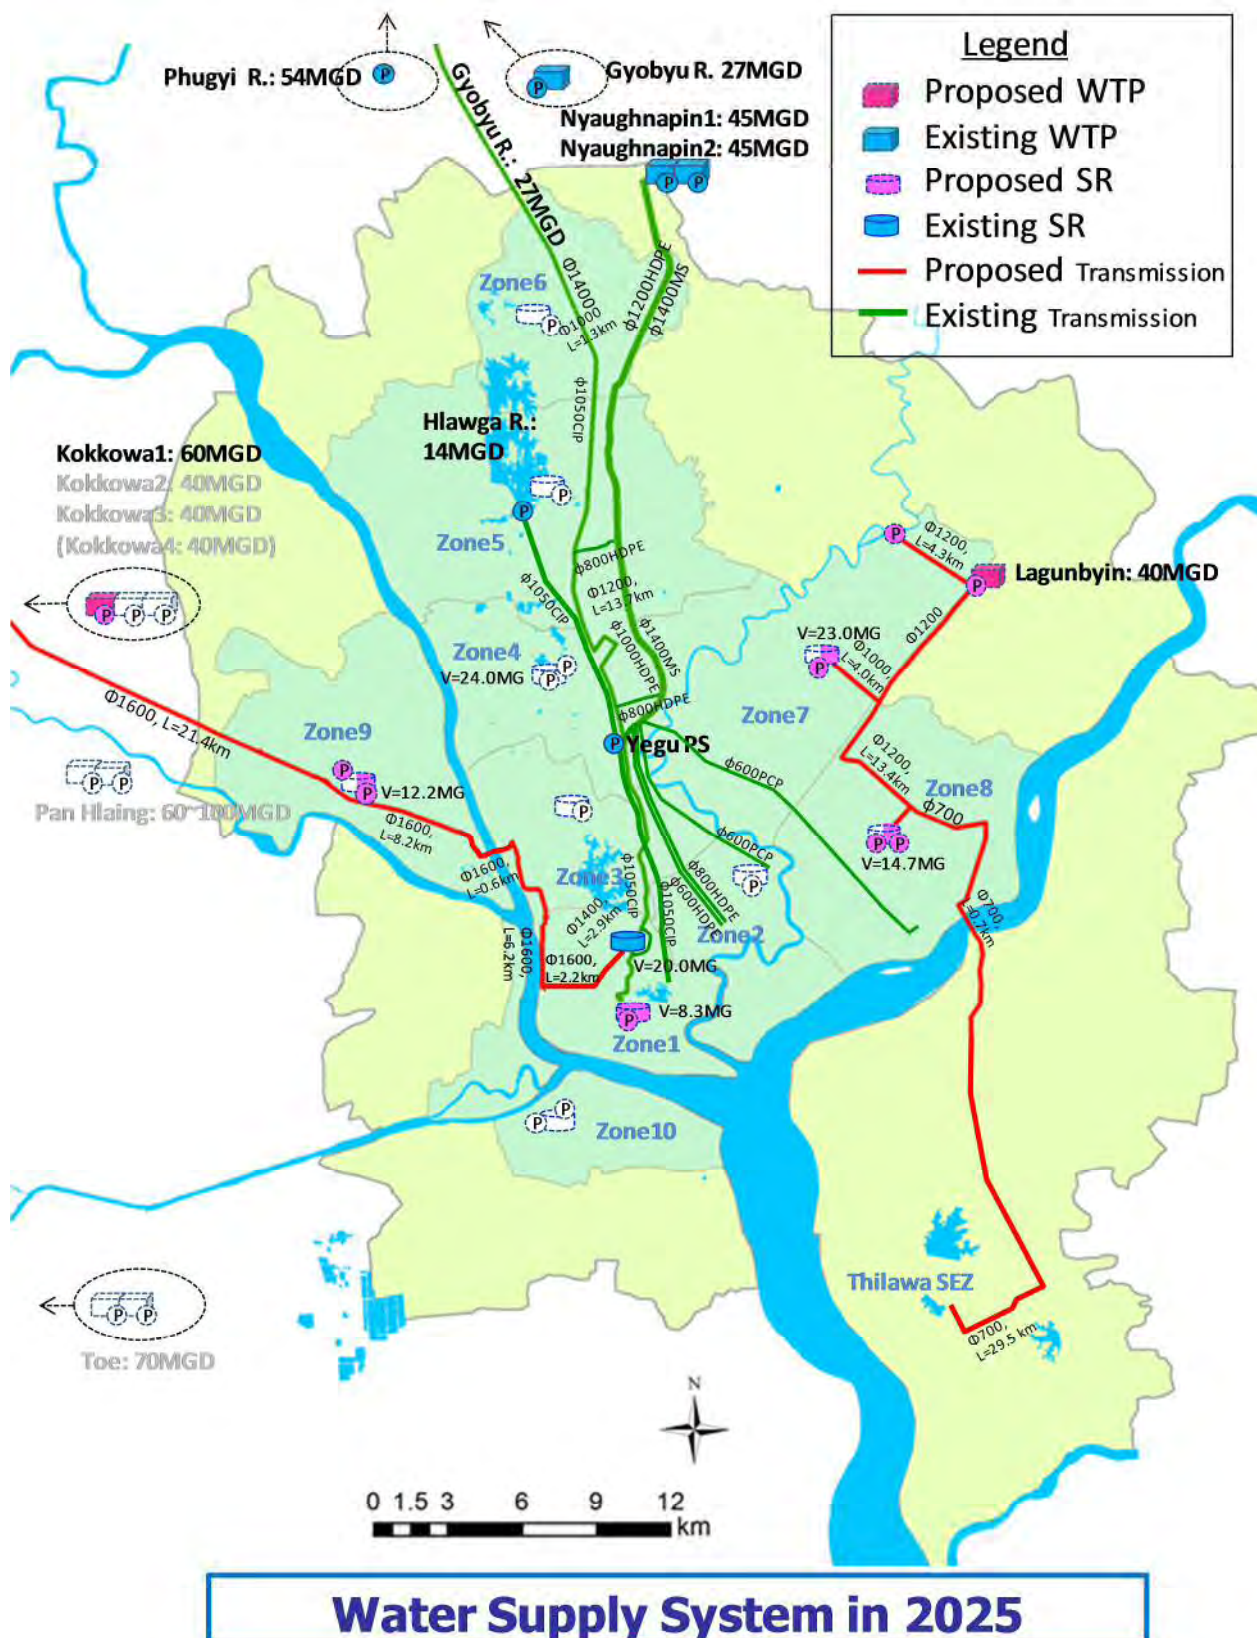 Legend
Proposed WTP
Existing WTP
Proposed SR
Existing SR
Proposed Transmission
Existing Transmission
Phugyi R.: 54MGD
P
P
Gyobyu R. 27MGD
Nyaughnapin1: 45MGD
Nyaughnapin2: 45MGD
P P
Gyobyu R.: 27MGD
Zone6
P
Φ1400S
Φ1000
L=1.3km
Φ1200HDPE
Φ1400MS
Φ1050CIP
Hlawga R.:
14MGD
P
P
Kokkowa1: 60MGD
Kokkowa2: 40MGD
Kokkowa3: 40MGD
(Kokkowa4: 40MGD)
P P P
Zone5
Φ800HDPE
Φ1050CIP
Φ1200,
L=13.7km
P
Φ1200,
L=4.3km
P
Lagunbyin: 40MGD
Φ1200
V=23.0MG
P
Φ1000,
L=4.0km
Zone4
V=24.0MG
P
P
Φ1000HDPE
Φ1400MS
Φ800HDPE
P
Yegu PS
Zone7
Φ1600, L=21.4km
Zone9
P
P
V=12.2MG
P P
Pan Hlaing: 60~180MGD
Φ600PCP
Φ1200,
L=13.4km
Zone8
Φ700
P P
V=14.7MG
Φ1600,
L=8.2km
P
Φ1600,
L=0.6km
Zone3
Φ600PCP
P
Φ1050CIP
Φ1400,
L=2.9km
Φ800HDPE
Φ600HDPE
Φ1050CIP
Zone2
Φ700,
L=0.7km
Φ1600,
L=6.2km
Φ1600,
L=2.2km
V=20.0MG
V=8.3MG
P
Zone1
P
P
Zone10
Thilawa SEZ
Φ700,
L=29.5 km
P P
Toe: 70MGD
N
0 1.5 3 6 9 12
km
Water Supply System in 2025